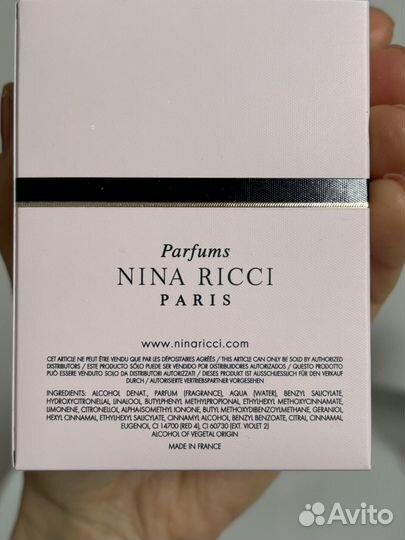 Parfums
NINA RICCI
PARIS
www.ninaricci.com
CET ARTICLE NE PEUT ÊTRE VENDU QUE PAR LES DÉPOSITAIRES AGRÉÉS / THIS ARTICLE CAN ONLY BE SOLD BY AUTHORIZED
DISTRIBUTORS / ESTE PRODUCTO SÓLO PUEDE SER VENDIDO POR DISTRIBUIDORES AUTORIZADOS / QUESTO PRODOTTO
PUÒ ESSERE VENDUTO SOLO DA DISTRIBUTORI AUTORIZZATI / DIESES PRODUKT IST AUSSCHLIESSLICH FÜR DEN VERKAUF
DURCH / AUTORISIERTE VERTRIEBSPARTNER VORGESEHEN
INGREDIENTS: ALCOHOL DENAT., PARFUM (FRAGRANCE), AQUA (WATER), BENZYL SALICYLATE,
HYDROXYCITRONELLAL, LINALOOL, BUTYLPHENYL METHYLPROPIONAL, ETHYLHEXYL METHOXYCINNAMATE,
LIMONENE, CITRONELLOL, ALPHA-ISOMETHYL IONONE, BUTYL METHOXYDIBENZOYLMETHANE, GERANIOL,
HEXYL CINNAMAL, ETHYLHEXYL SALICYLATE, CINNAMYL ALCOHOL, BENZYL BENZOATE, CITRAL, CINNAMAL,
EUGENOL, CI 14700 (RED 4), CI 60730 (EXT. VIOLET 2)
ALCOHOL OF VEGETAL ORIGIN
MADE IN FRANCE
Avito